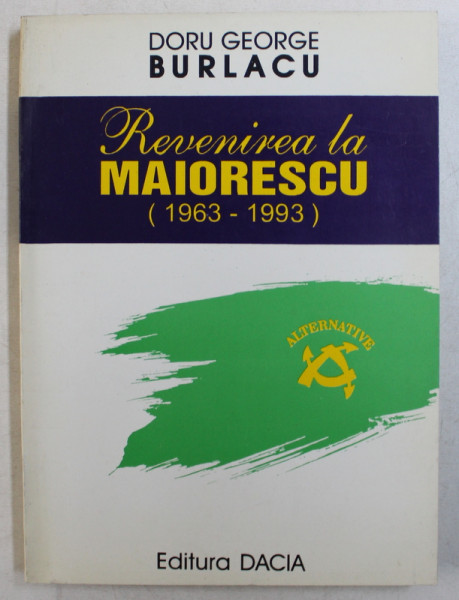 DORU GEORGE
BURLACU
Revenirea la
MAIORESCU
( 1963 - 1993 )
ALTERNATIVE
Editura DACIA